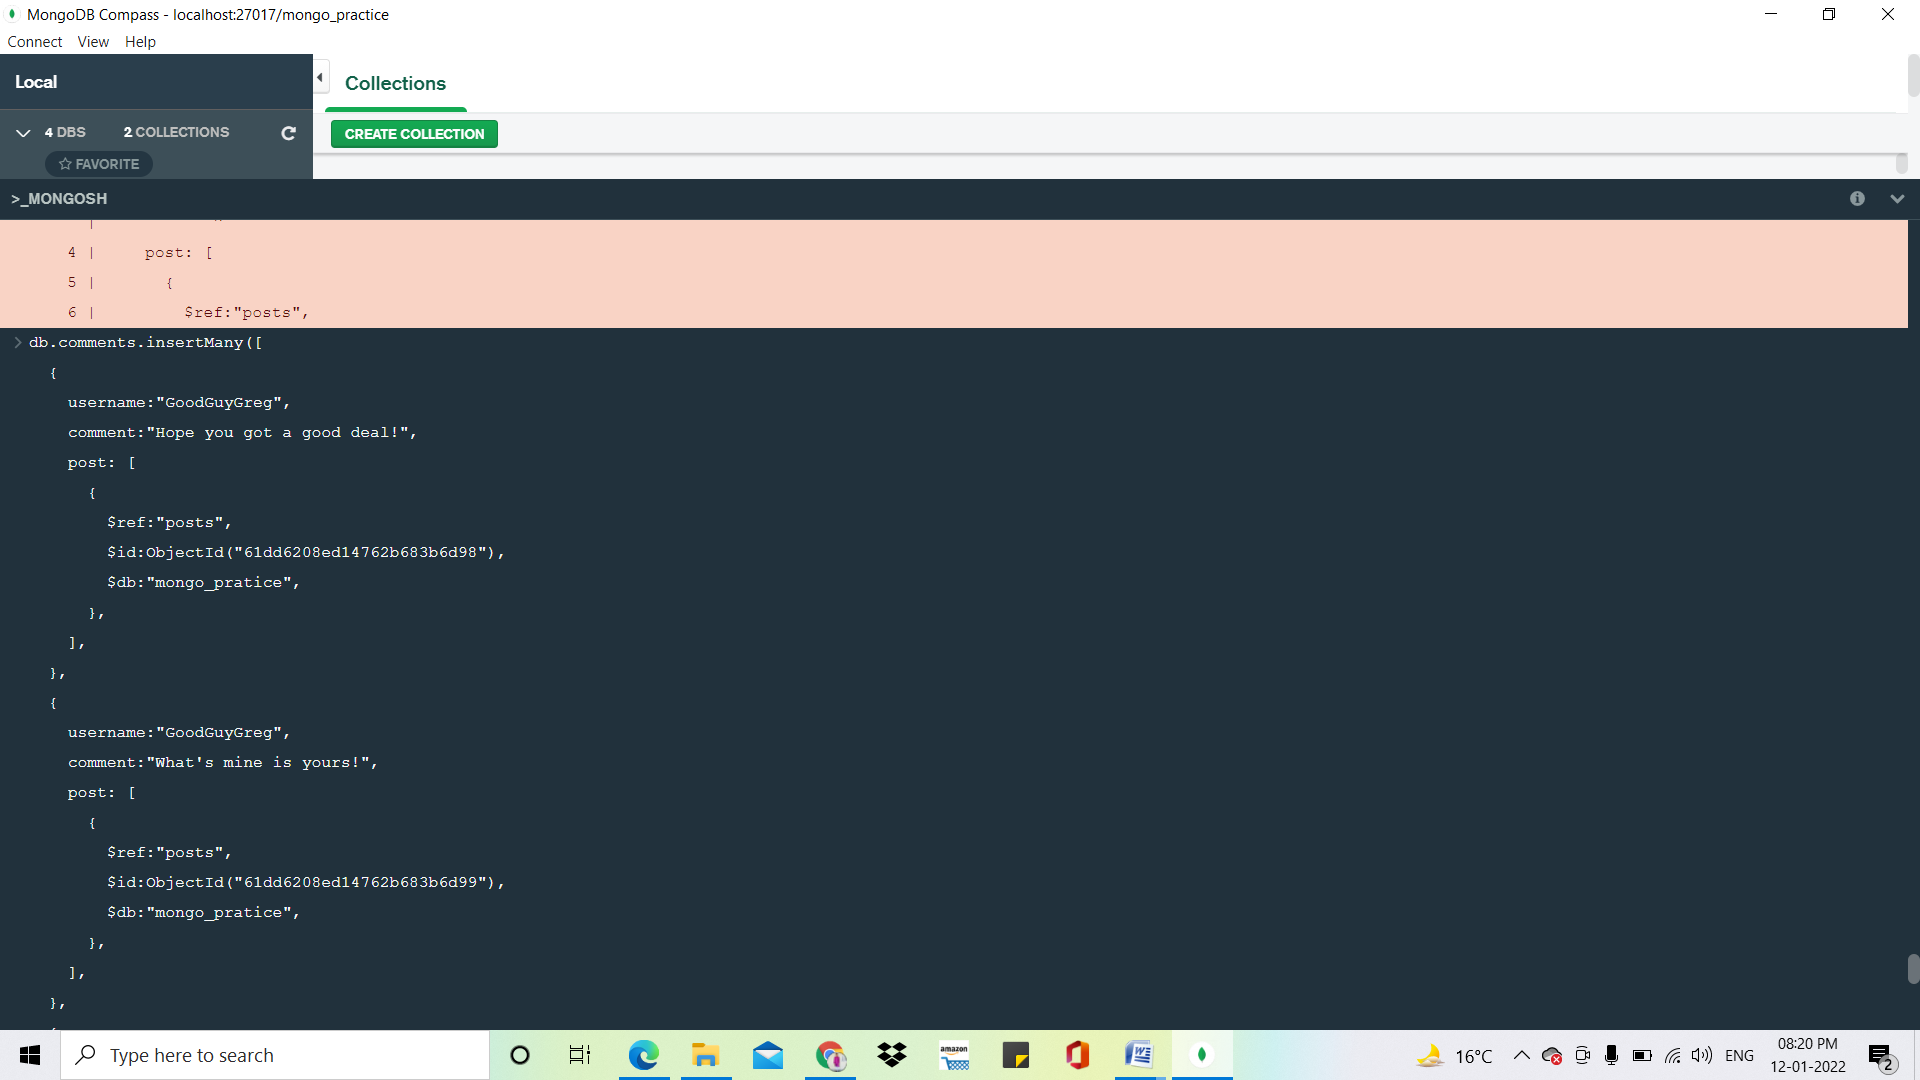 MongoDB Compass - localhost:27017/mongo_practice
Connect View Help
Local
Collections
4 DBS 2 COLLECTIONS
CREATE COLLECTION
FAVORITE
>_MONGOSH
|
4 | post: [
5 | {
6 | $ref:"posts",
> db.comments.insertMany([
{
username:"GoodGuyGreg",
comment:"Hope you got a good deal!",
post: [
{
$ref:"posts",
$id:ObjectId("61dd6208ed14762b683b6d98"),
$db:"mongo_pratice",
},
],
},
{
username:"GoodGuyGreg",
comment:"What's mine is yours!",
post: [
{
$ref:"posts",
$id:ObjectId("61dd6208ed14762b683b6d99"),
$db:"mongo_pratice",
},
],
},
Type here to search
amazon
16°C
ENG
08:20 PM
12-01-2022
2